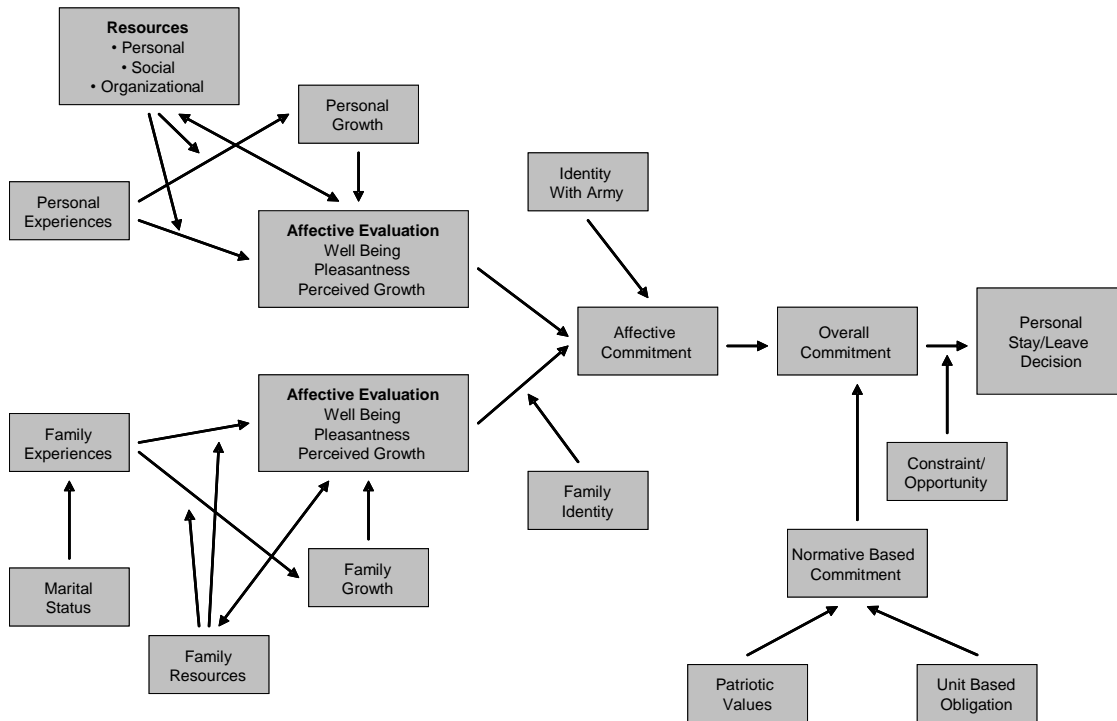 Resources
• Personal
• Social
• Organizational
Personal
Growth
Personal
Experiences
Identity
With Army
Affective Evaluation
Well Being
Pleasantness
Perceived Growth
Affective
Commitment
Overall
Commitment
Personal
Stay/Leave
Decision
Affective Evaluation
Well Being
Pleasantness
Perceived Growth
Family
Experiences
Constraint/
Opportunity
Family
Identity
Normative Based
Commitment
Family
Growth
Marital
Status
Family
Resources
Patriotic
Values
Unit Based
Obligation